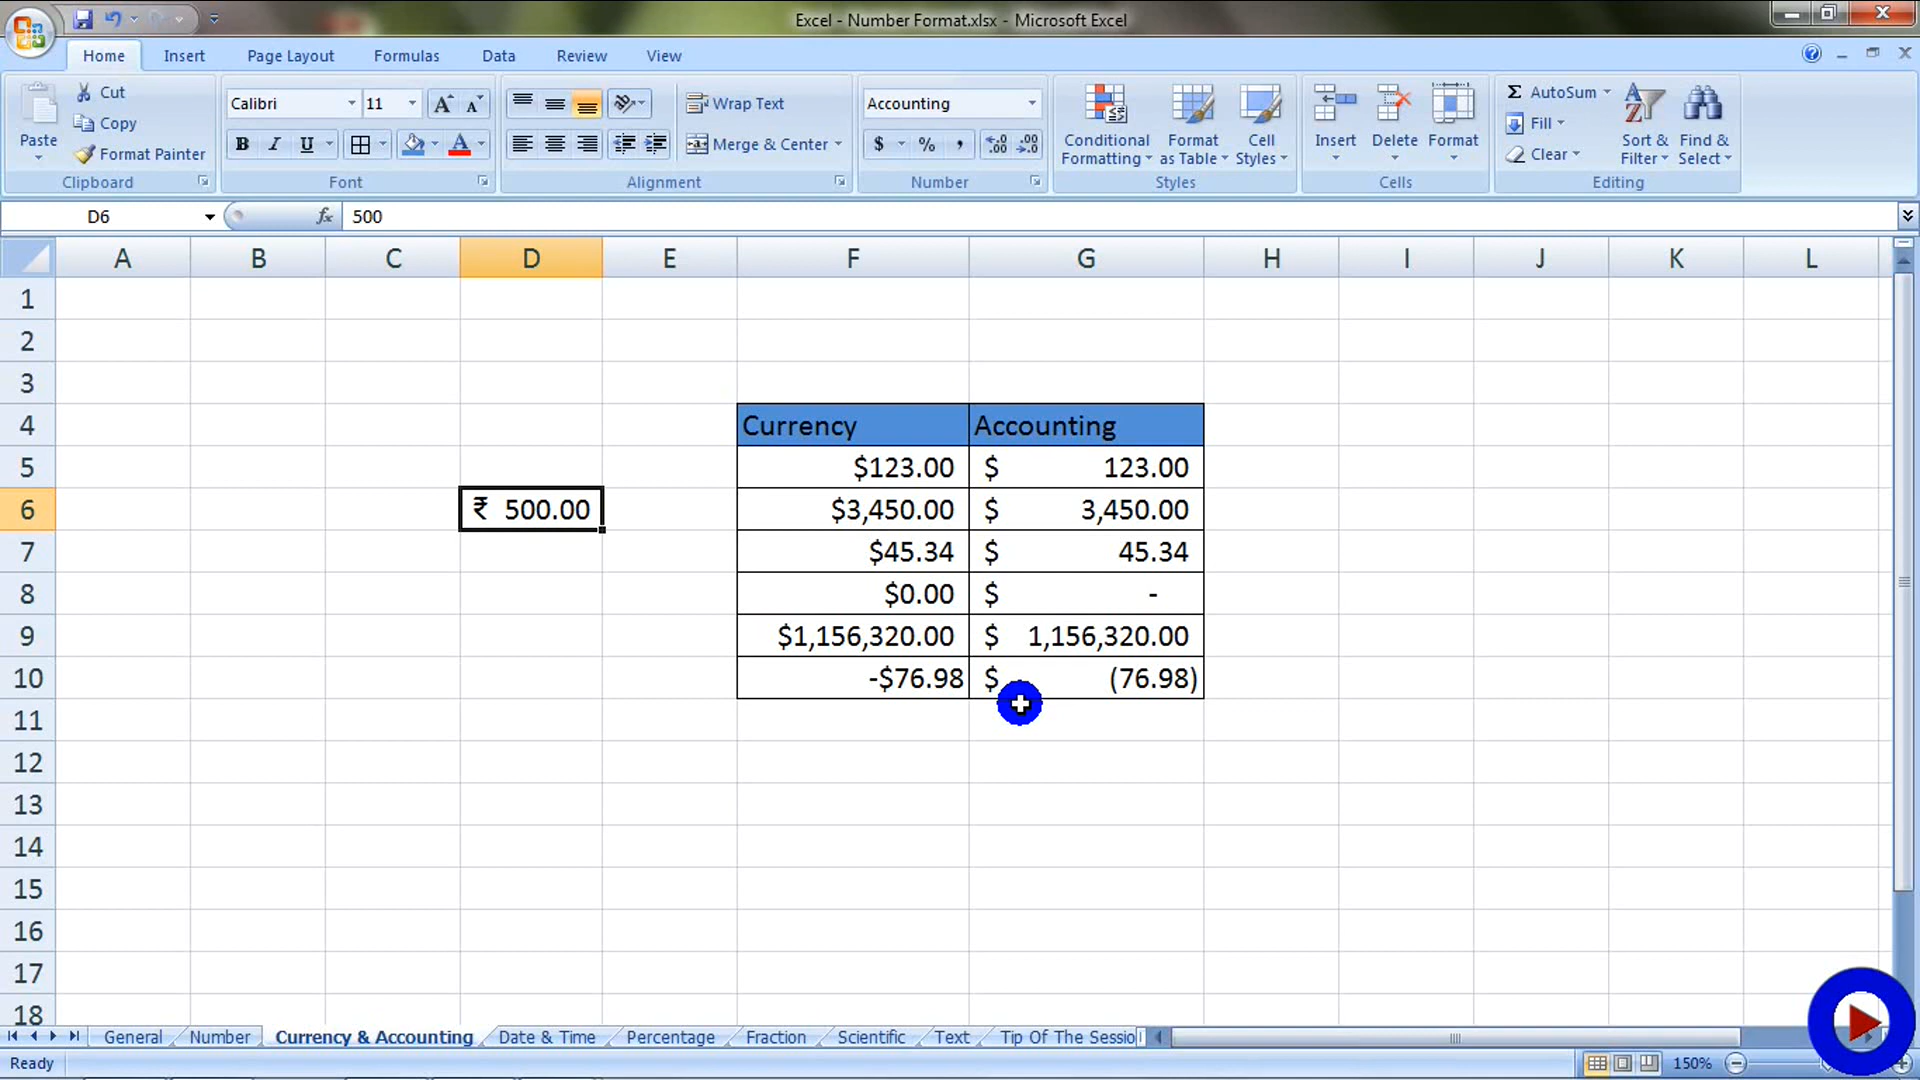 Excel - Number Format.xlsx - Microsoft Excel
Home Insert Page Layout Formulas Data Review View
Paste Cut Copy Format Painter Clipboard
Calibri 11 B I U Font
Wrap Text Merge & Center Alignment
Accounting $ % , .00 .00 Number
Conditional Formatting Format as Table Cell Styles Styles
Insert Delete Format Cells
Σ AutoSum Fill Clear Sort & Filter Find & Select Editing
D6 fx 500
A B C D E F G H I J K L
1
2
3
4 Currency Accounting
5 $123.00 $ 123.00
6 ₹ 500.00 $3,450.00 $ 3,450.00
7 $45.34 $ 45.34
8 $0.00 $ -
9 $1,156,320.00 $ 1,156,320.00
10 -$76.98 $ (76.98)
11
12
13
14
15
16
17
18
General Number Currency & Accounting Date & Time Percentage Fraction Scientific Text Tip Of The Sessio
Ready 150%